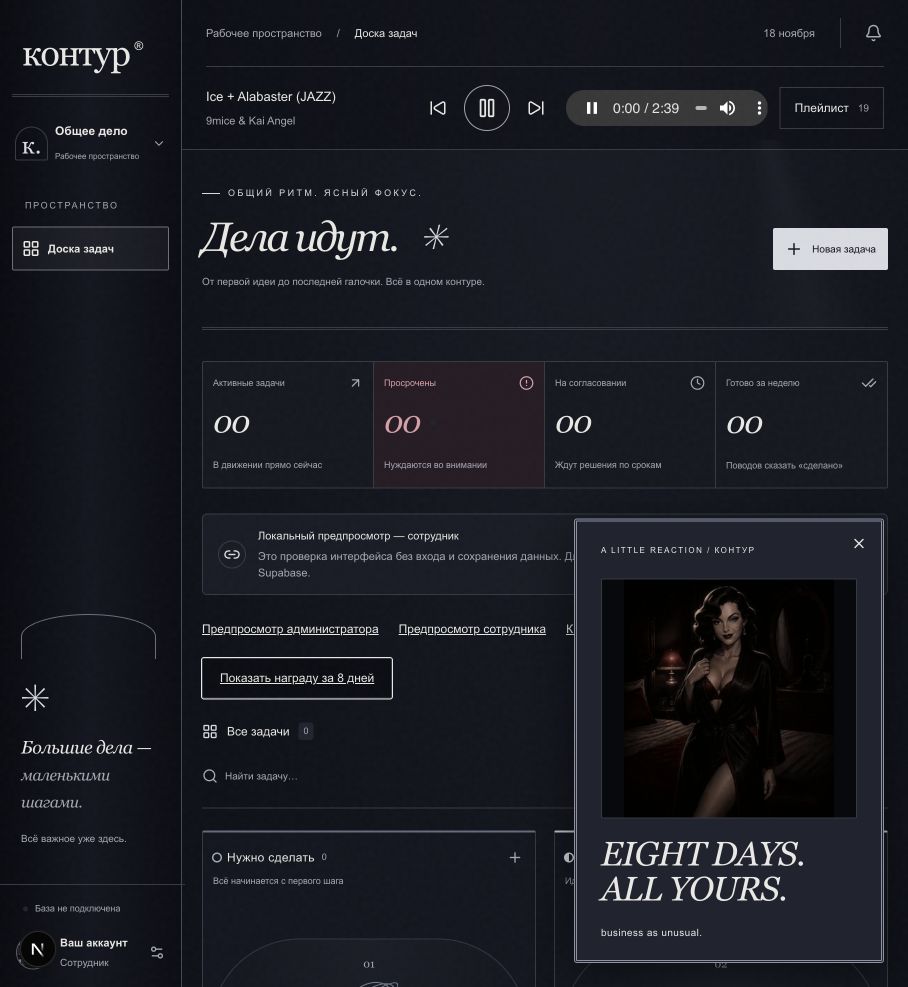 контур®
Общее дело
к.
Рабочее пространство
ПРОСТРАНСТВО
Доска задач
Большие дела —
маленькими
шагами.
Всё важное уже здесь.
База не подключена
N
Ваш аккаунт
Сотрудник
Рабочее пространство / Доска задач
18 ноября
Ice + Alabaster (JAZZ)
9mice & Kai Angel
0:00 / 2:39
Плейлист 19
ОБЩИЙ РИТМ. ЯСНЫЙ ФОКУС.
Дела идут.
Новая задача
От первой идеи до последней галочки. Всё в одном контуре.
Активные задачи
00
В движении прямо сейчас
Просрочены
00
Нуждаются во внимании
На согласовании
00
Ждут решения по срокам
Готово за неделю
00
Поводов сказать «сделано»
Локальный предпросмотр — сотрудник
Это проверка интерфейса без входа и сохранения данных.
Supabase.
Предпросмотр администратора
Предпросмотр сотрудника
Показать награду за 8 дней
Все задачи 0
Найти задачу...
Нужно сделать 0
Всё начинается с первого шага
01
02
A LITTLE REACTION / КОНТУР
EIGHT DAYS.
ALL YOURS.
business as unusual.